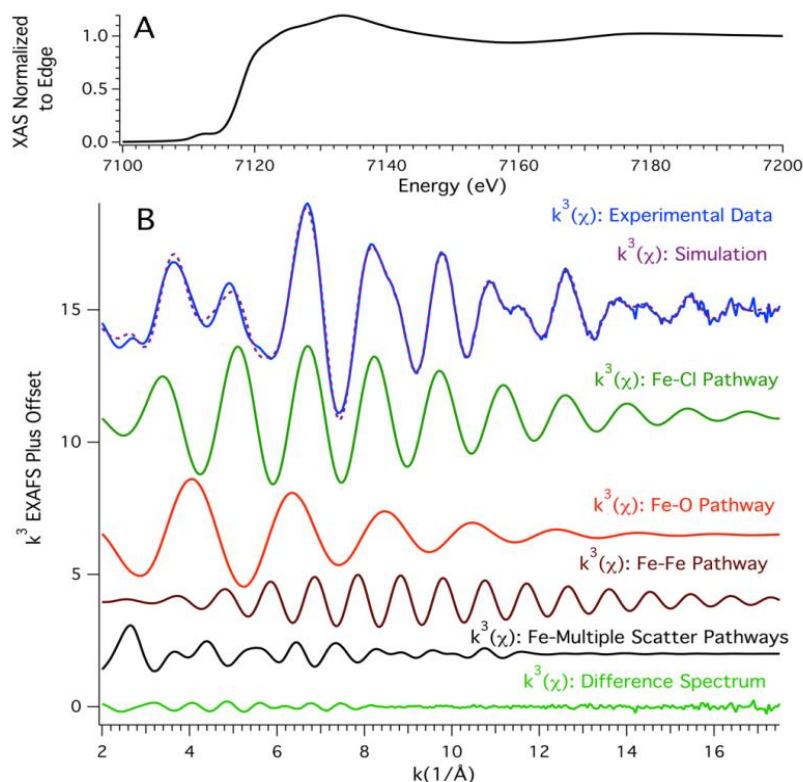 A
XAS Normalized
to Edge
1.0
0.5
0.0
7100 7120 7140 7160 7180 7200
Energy (eV)
B
k³(χ): Experimental Data
k³(χ): Simulation
15
k³(χ): Fe-Cl Pathway
10
k³ EXAFS Plus Offset
k³(χ): Fe-O Pathway
k³(χ): Fe-Fe Pathway
5
k³(χ): Fe-Multiple Scatter Pathways
k³(χ): Difference Spectrum
0
2 4 6 8 10 12 14 16
k(1/Å)